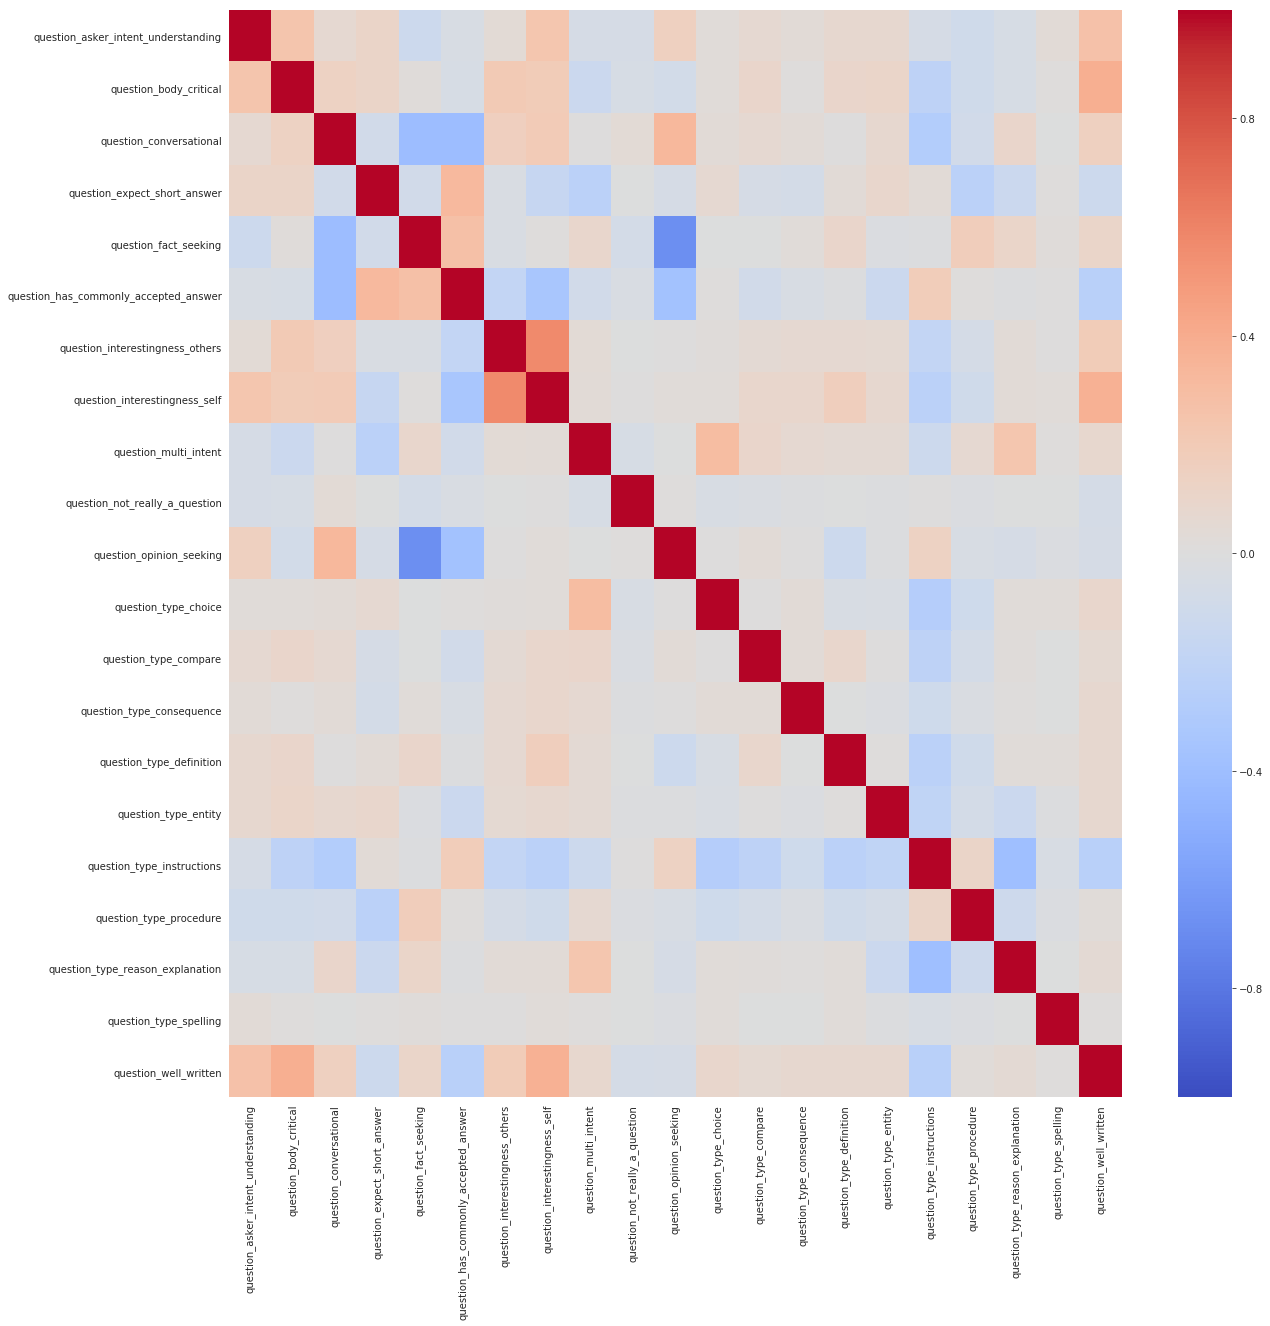 question_asker_intent_understanding
question_body_critical
question_conversational
question_expect_short_answer
question_fact_seeking
question_has_commonly_accepted_answer
question_interestingness_others
question_interestingness_self
question_multi_intent
question_not_really_a_question
question_opinion_seeking
question_type_choice
question_type_compare
question_type_consequence
question_type_definition
question_type_entity
question_type_instructions
question_type_procedure
question_type_reason_explanation
question_type_spelling
question_well_written
question_asker_intent_understanding
question_body_critical
question_conversational
question_expect_short_answer
question_fact_seeking
question_has_commonly_accepted_answer
question_interestingness_others
question_interestingness_self
question_multi_intent
question_not_really_a_question
question_opinion_seeking
question_type_choice
question_type_compare
question_type_consequence
question_type_definition
question_type_entity
question_type_instructions
question_type_procedure
question_type_reason_explanation
question_type_spelling
question_well_written
0.8
0.4
0.0
−0.4
−0.8